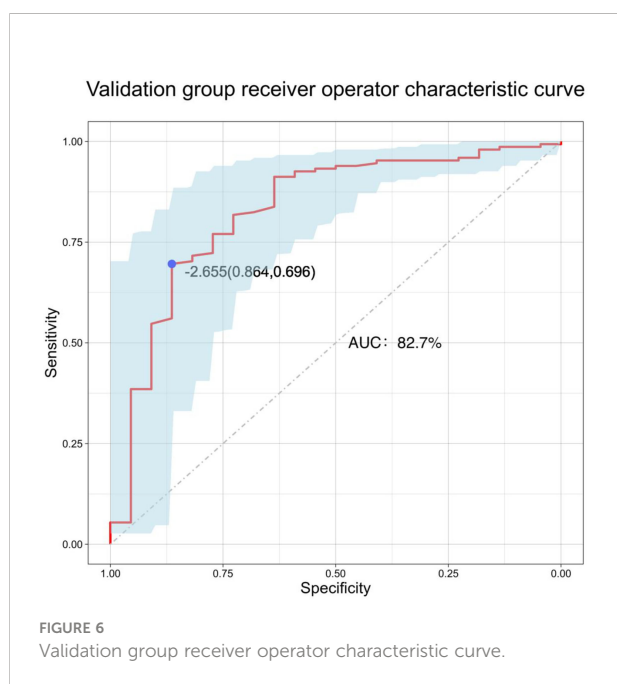 Validation group receiver operator characteristic curve
1.00
0.75
0.50
0.25
0.00
Sensitivity
-2.655(0.864,0.696)
AUC: 82.7%
1.00 0.75 0.50 0.25 0.00
Specificity
FIGURE 6
Validation group receiver operator characteristic curve.